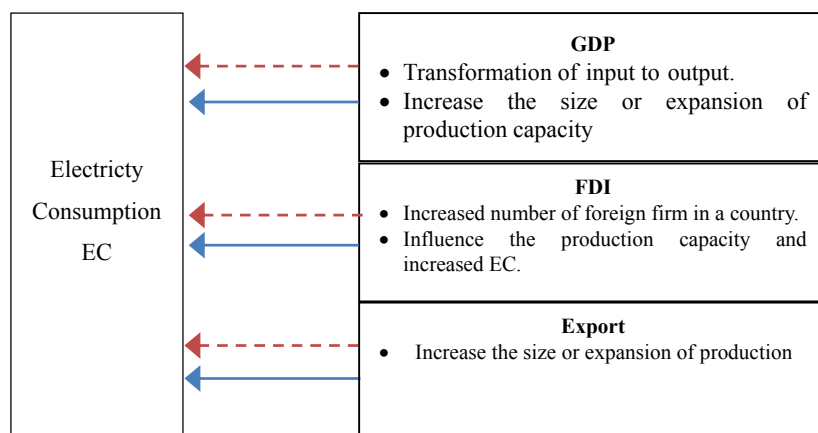 Electricty
Consumption
EC
GDP
• Transformation of input to output.
• Increase the size or expansion of
production capacity
FDI
• Increased number of foreign firm in a country.
• Influence the production capacity and
increased EC.
Export
• Increase the size or expansion of production